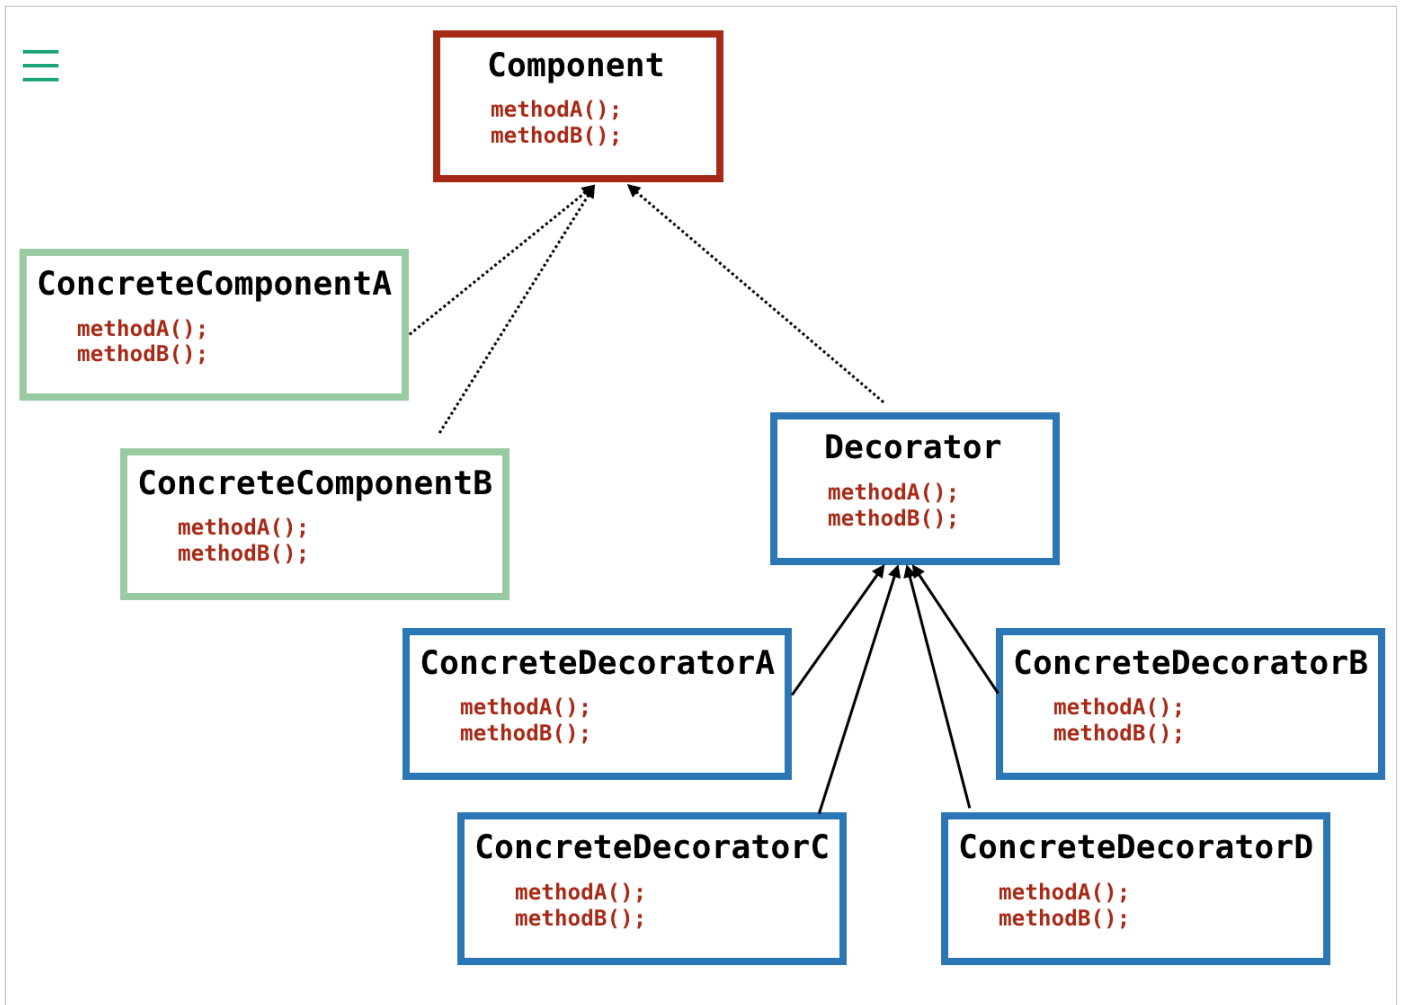 Component
methodA();
methodB();
ConcreteComponentA
methodA();
methodB();
ConcreteComponentB
methodA();
methodB();
Decorator
methodA();
methodB();
ConcreteDecoratorA
methodA();
methodB();
ConcreteDecoratorB
methodA();
methodB();
ConcreteDecoratorC
methodA();
methodB();
ConcreteDecoratorD
methodA();
methodB();